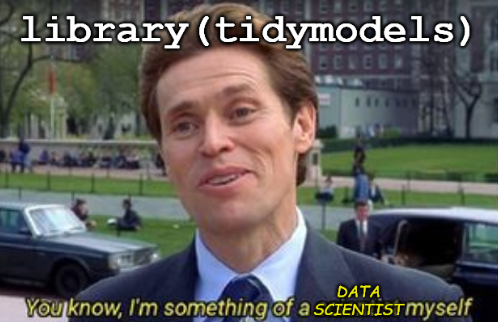 library(tidymodels)
You know, I'm something of a DATA SCIENTIST myself